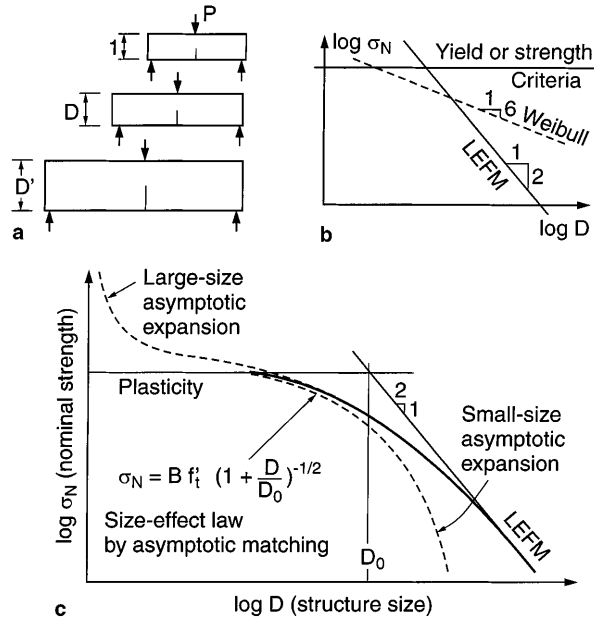 P
1
D
D'
a
log σN
Yield or strength
Criteria
1
6
Weibull
LEFM
1
2
log D
b
Large-size
asymptotic
expansion
Plasticity
2
1
Small-size
asymptotic
expansion
σN = B f't (1 + D/D0)-1/2
Size-effect law
by asymptotic matching
D0
LEFM
log σN (nominal strength)
log D (structure size)
c